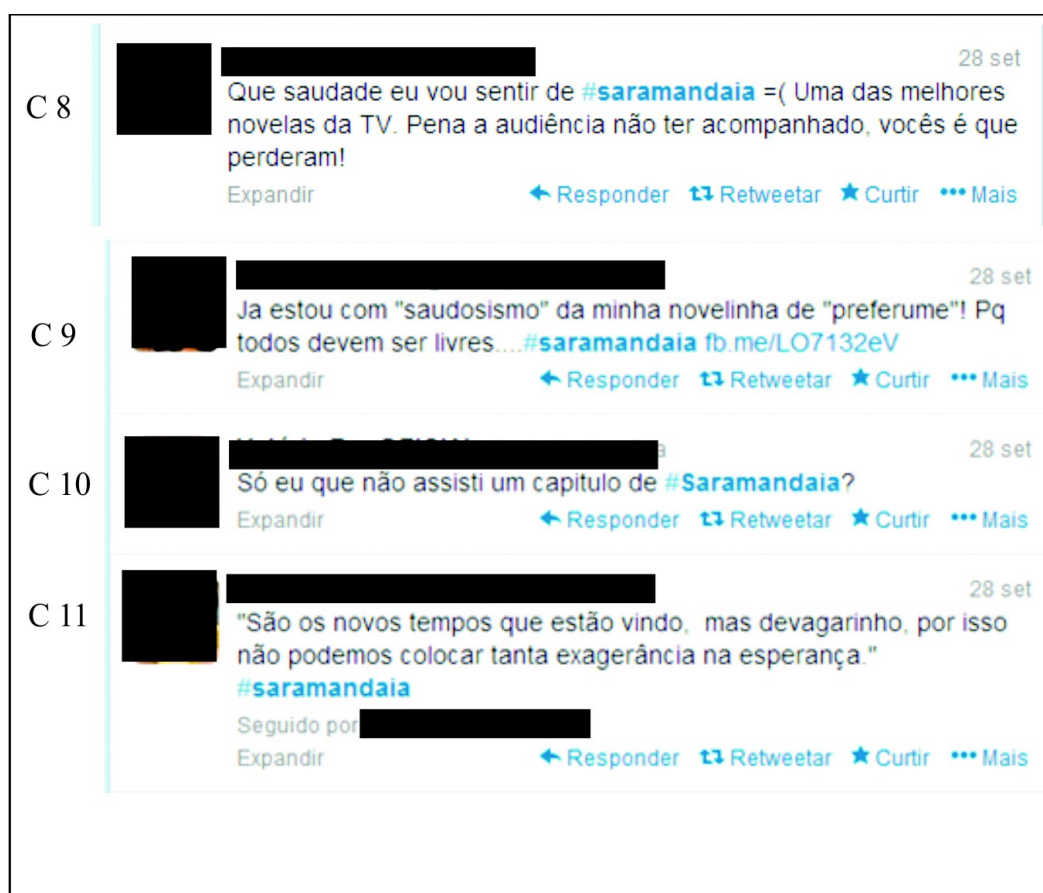 C 8
28 set
Que saudade eu vou sentir de #saramandaia =( Uma das melhores
novelas da TV. Pena a audiência não ter acompanhado, vocês é que
perderam!
Expandir Responder Retweetar Curtir Mais
C 9
28 set
Ja estou com "saudosismo" da minha novelinha de "preferume"! Pq
todos devem ser livres....#saramandaia fb.me/LO7132eV
Expandir Responder Retweetar Curtir Mais
C 10
28 set
Só eu que não assisti um capitulo de #Saramandaia?
Expandir Responder Retweetar Curtir Mais
C 11
28 set
"São os novos tempos que estão vindo, mas devagarinho, por isso
não podemos colocar tanta exagerância na esperança."
#saramandaia
Seguido por
Expandir Responder Retweetar Curtir Mais